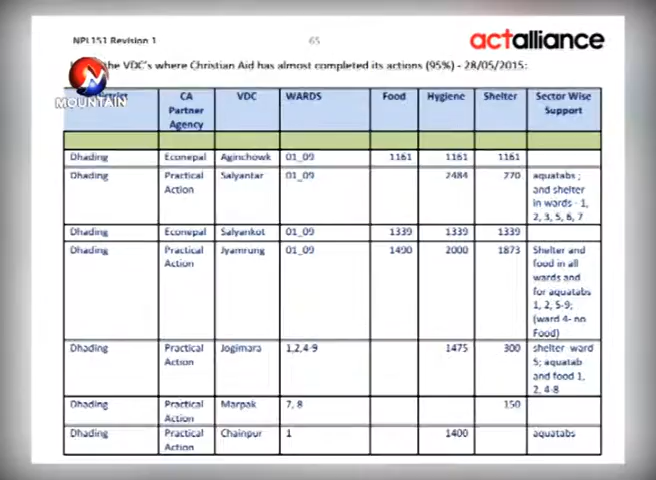 NPL151 Revision 1 65 actalliance
the VDC's where Christian Aid has almost completed its actions (95%) - 28/05/2015:
MOUNTAIN
District CA Partner Agency VDC WARDS Food Hygiene Shelter Sector Wise Support
Dhading Econepal Aginchowk 01_09 1161 1161 1161
Dhading Practical Action Salyantar 01_09 2484 770 aquatabs ; and shelter in wards - 1, 2, 3, 5, 6, 7
Dhading Econepal Salyankot 01_09 1339 1339 1339
Dhading Practical Action Jyamrung 01_09 1490 2000 1873 Shelter and food in all wards and for aquatabs 1, 2, 5-9; (ward 4- no Food)
Dhading Practical Action Jogimara 1,2,4-9 1475 300 shelter ward 5; aquatab and food 1, 2, 4-8
Dhading Practical Action Marpak 7, 8 150
Dhading Practical Action Chainpur 1 1400 aquatabs